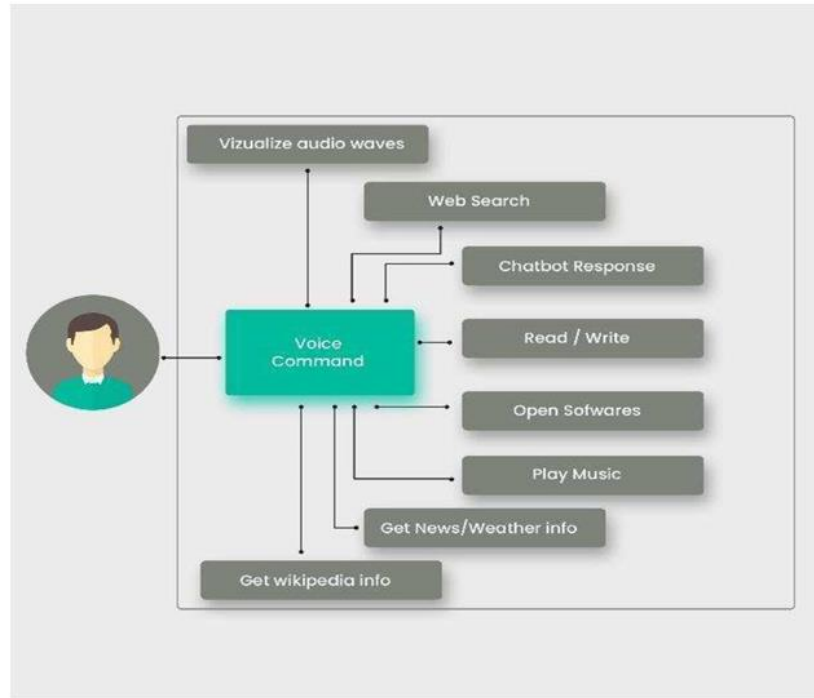 Vizualize audio waves
Web Search
Chatbot Response
Voice
Command
Read / Write
Open Sofwares
Play Music
Get News/Weather info
Get wikipedia info